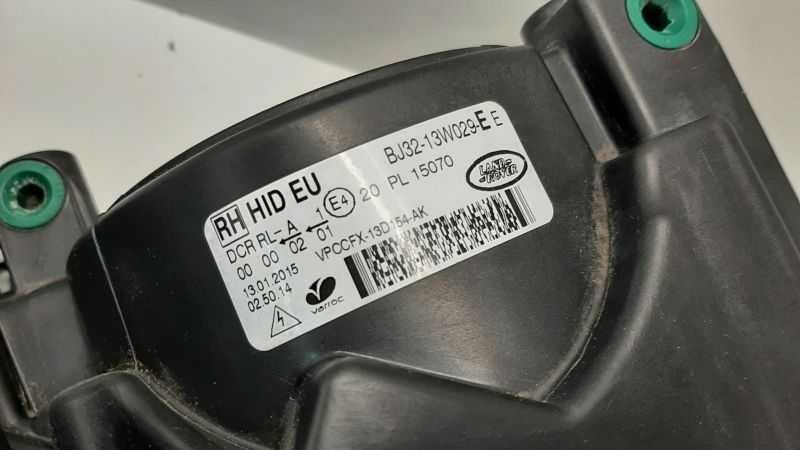 BJ32-13W029-E E
RH HID EU
E4 20 PL 15070
LAND-
-ROVER
DCR RL-A 1
00 00 02 01
VPCCFX-13D154-AK
13.01.2015
02 50.14
varroc